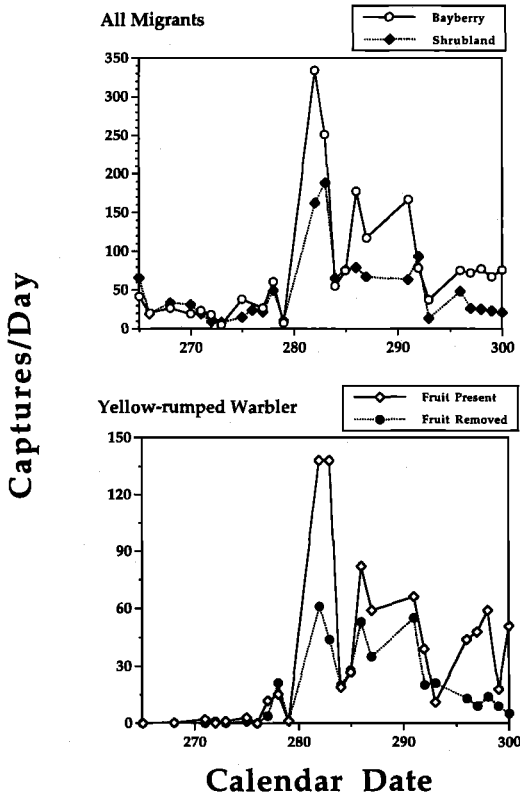 All Migrants
Bayberry
Shrubland
350
300
250
200
150
100
50
0
270
280
290
300
Captures/Day
Yellow-rumped Warbler
Fruit Present
Fruit Removed
150
120
90
60
30
0
270
280
290
300
Calendar Date